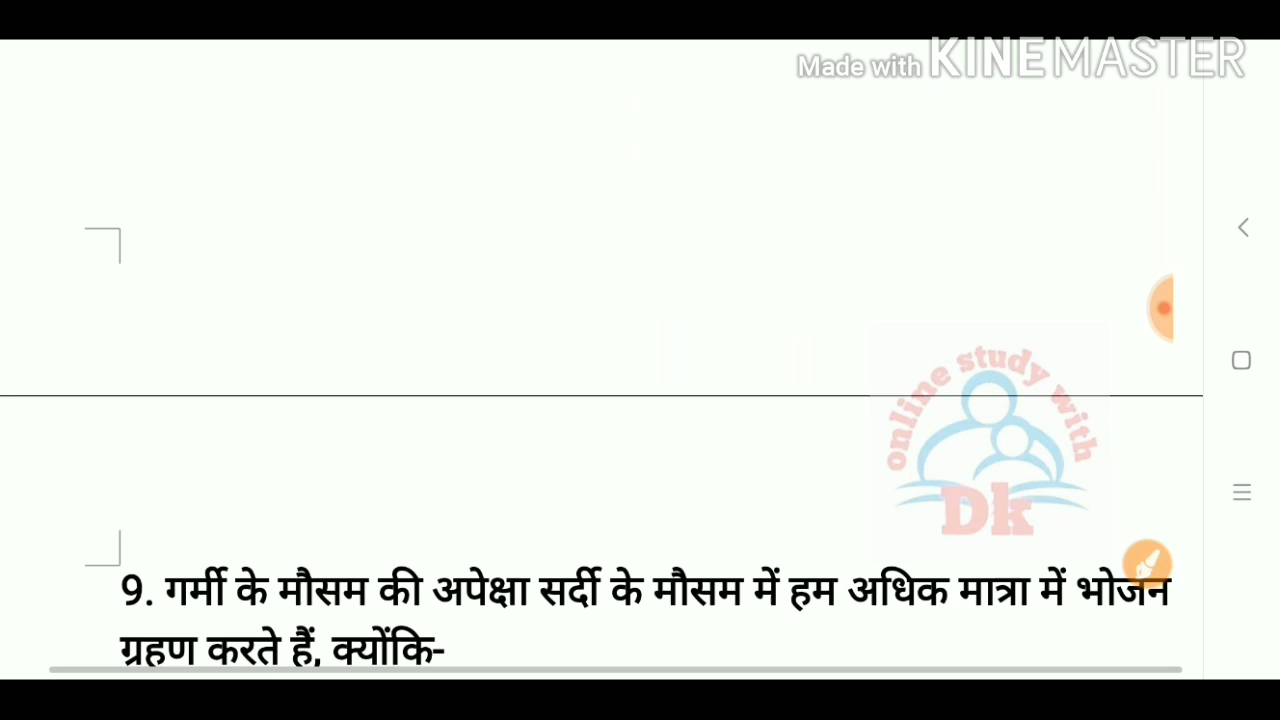 Made with KINEMASTER
online study with
Dk
9. गर्मी के मौसम की अपेक्षा सर्दी के मौसम में हम अधिक मात्रा में भोजन
ग्रहण करते हैं, क्योंकि-